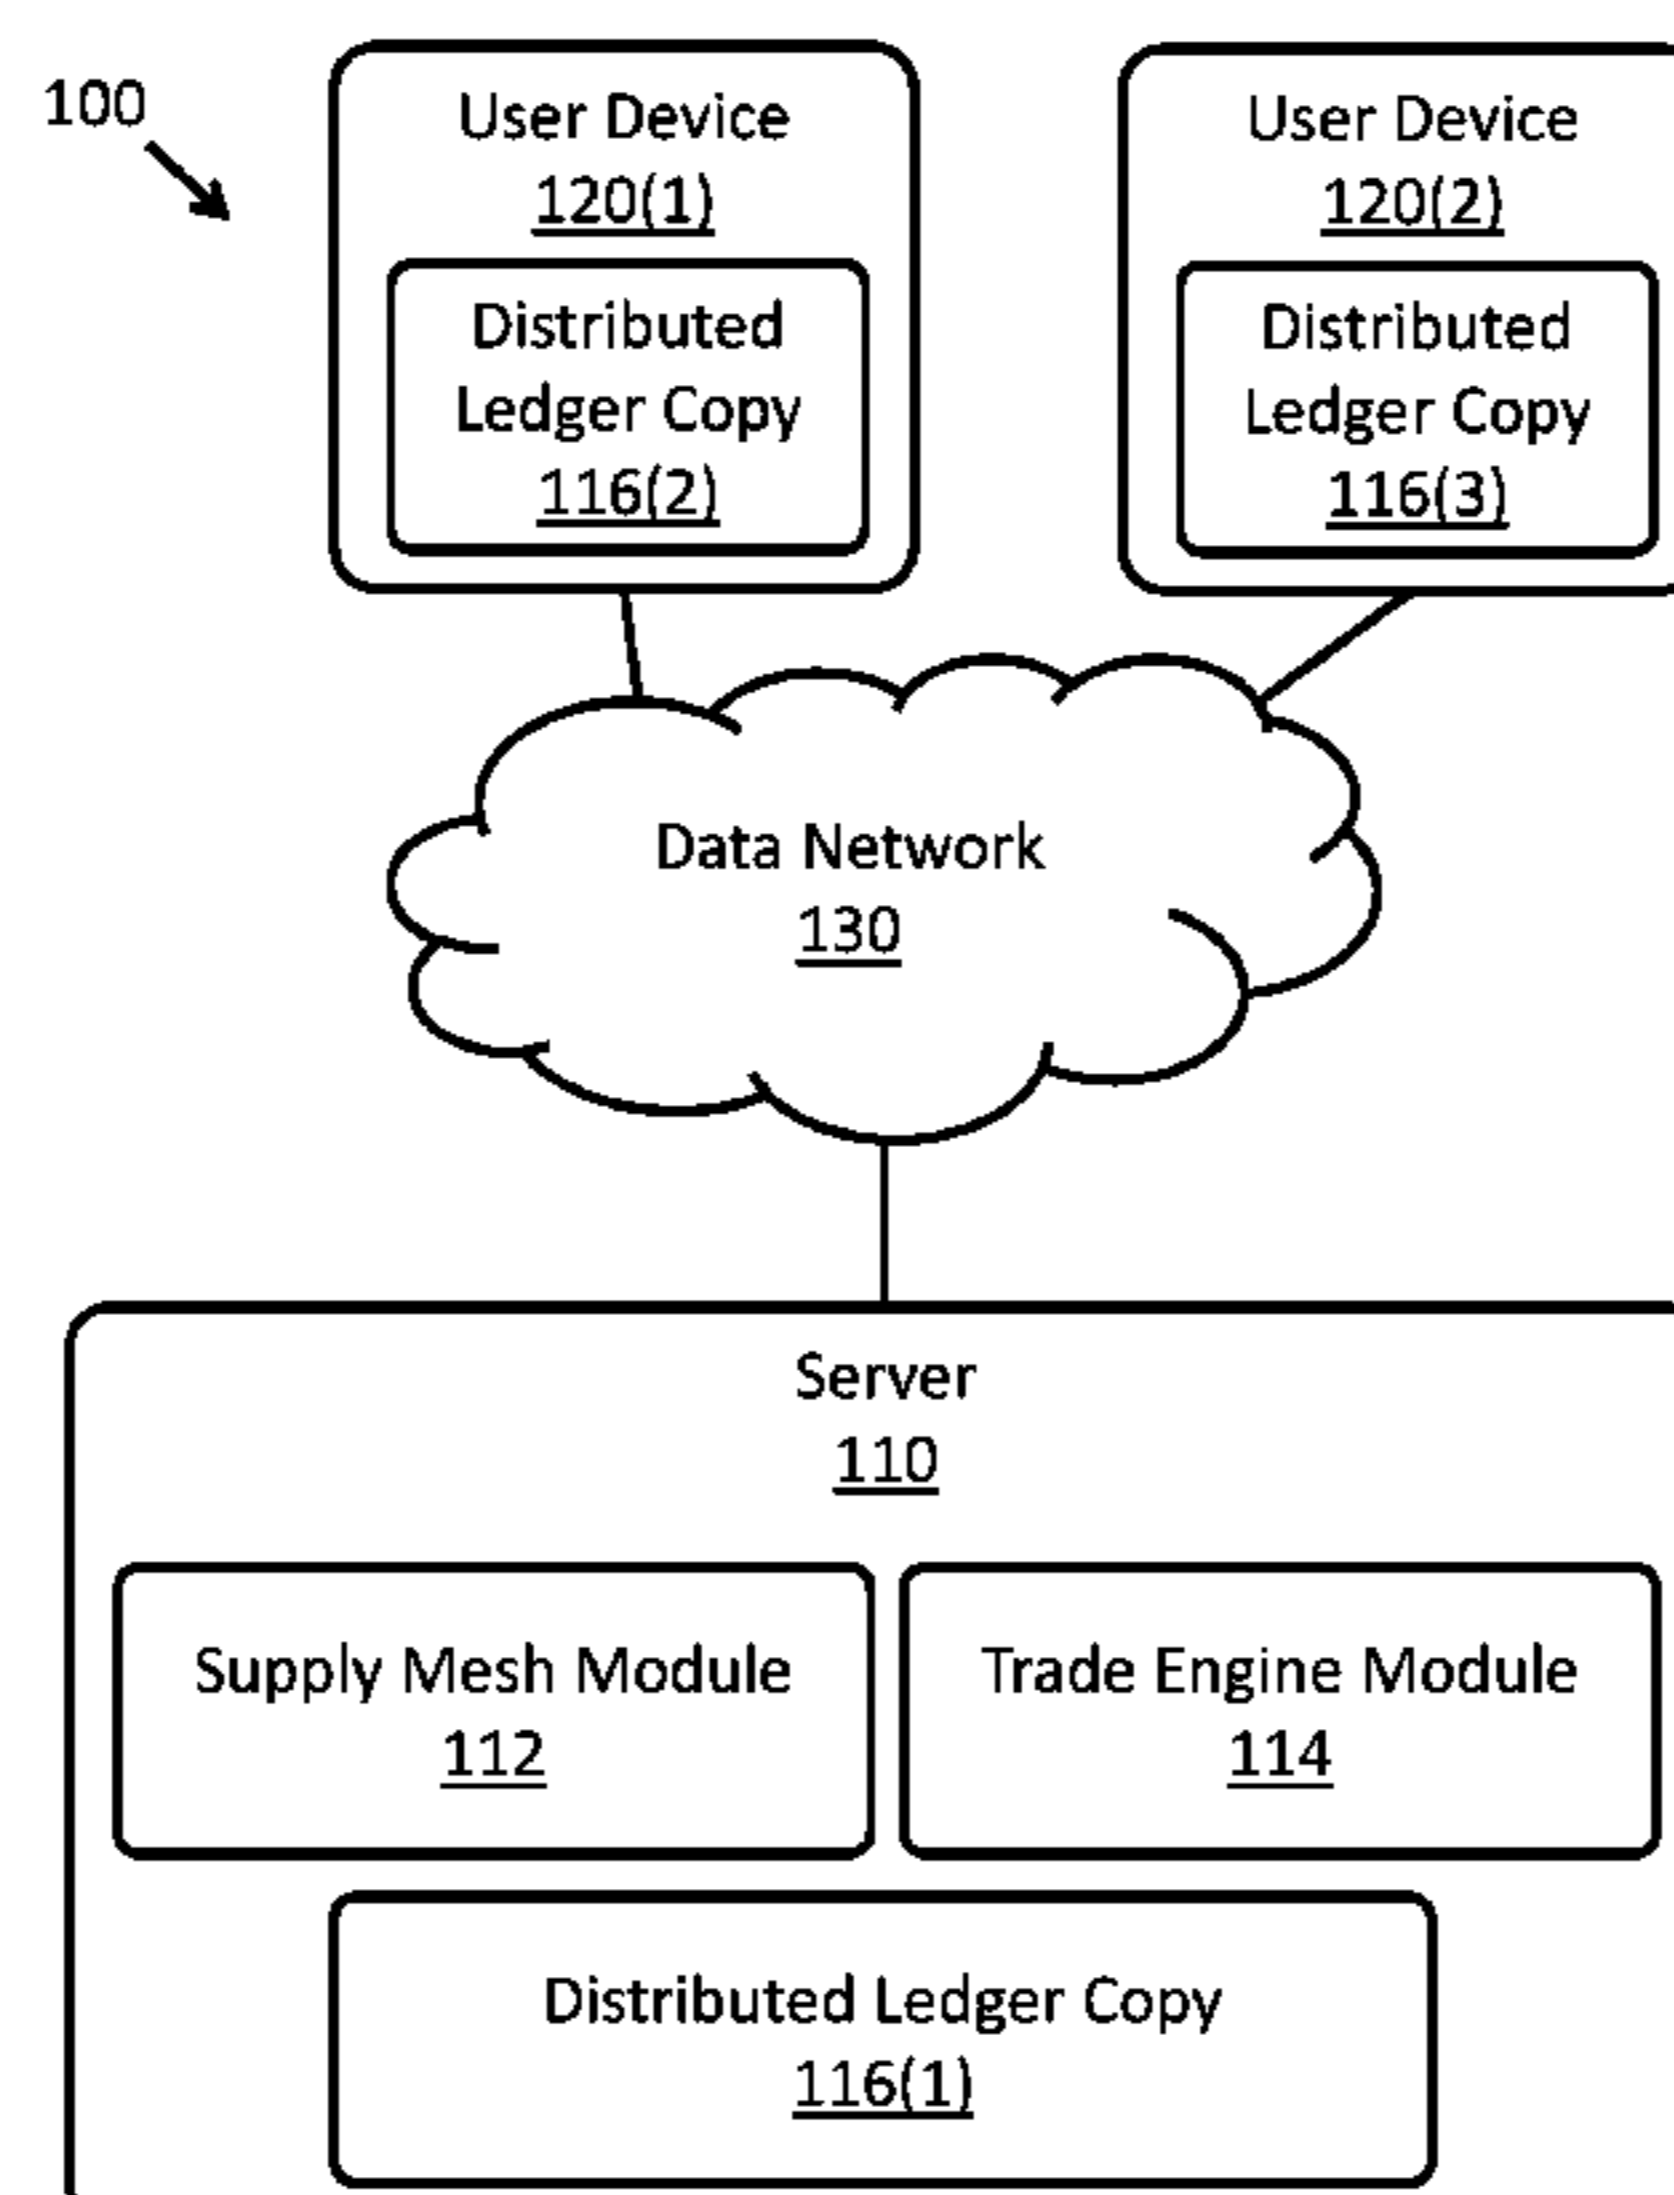 100
User Device
120(1)
Distributed
Ledger Copy
116(2)
User Device
120(2)
Distributed
Ledger Copy
116(3)
Data Network
130
Server
110
Supply Mesh Module
112
Trade Engine Module
114
Distributed Ledger Copy
116(1)